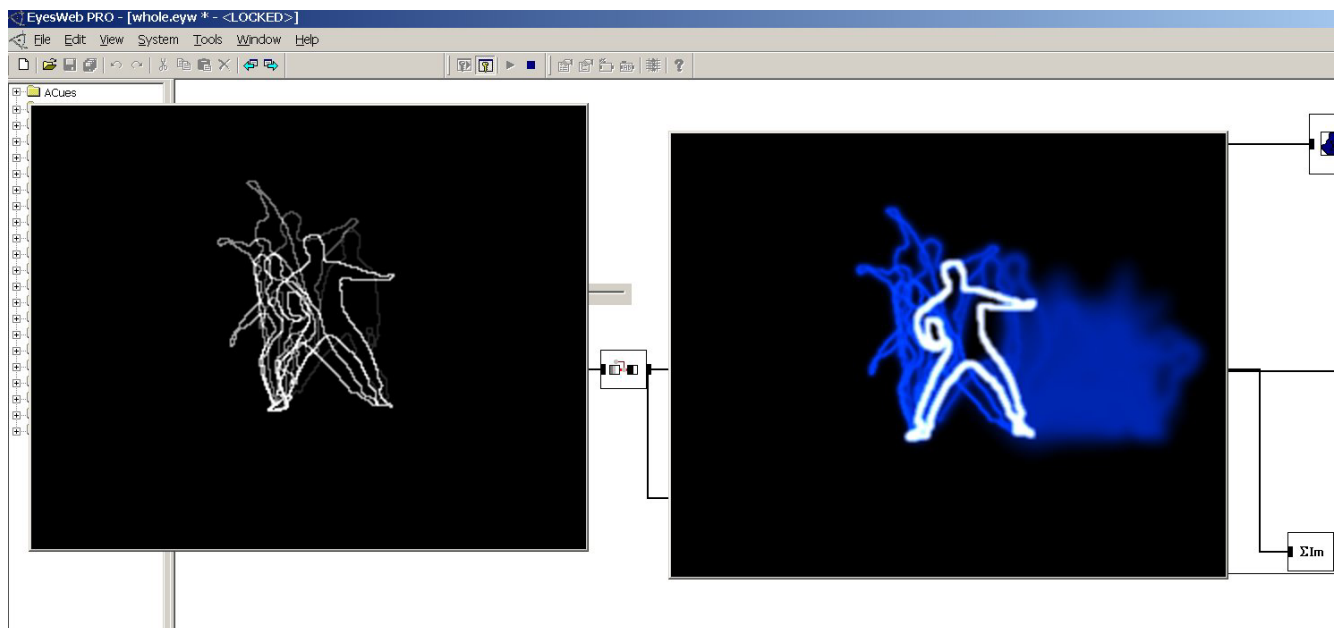 EyesWeb PRO - [whole.eyw * - <LOCKED>]
File Edit View System Tools Window Help
ACues
ΣIm